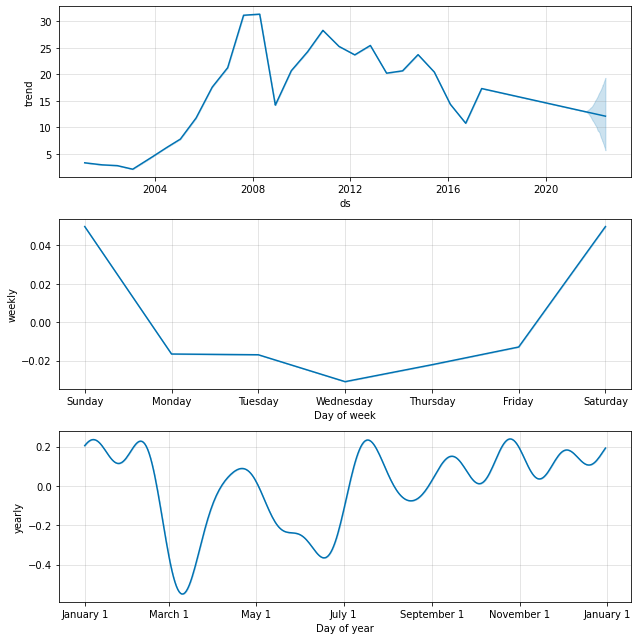 30
25
20
15
10
5
trend
2004 2008 2012 2016 2020
ds
0.04
0.02
0.00
−0.02
weekly
Sunday Monday Tuesday Wednesday Thursday Friday Saturday
Day of week
0.2
0.0
−0.2
−0.4
yearly
January 1 March 1 May 1 July 1 September 1 November 1 January 1
Day of year